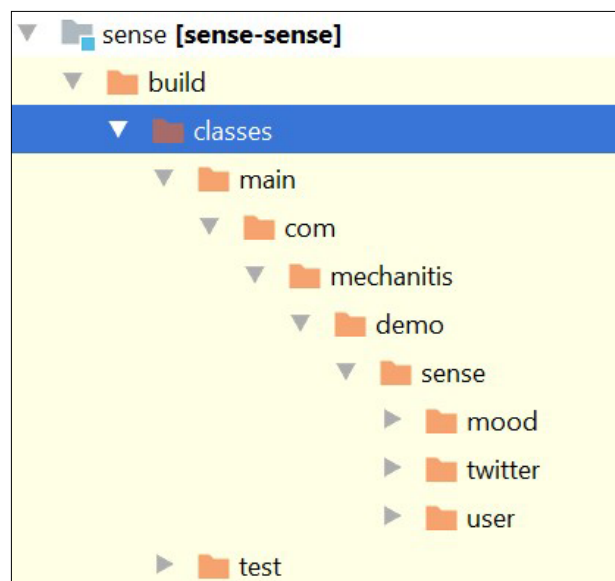 sense [sense-sense]
build
classes
main
com
mechanitis
demo
sense
mood
twitter
user
test